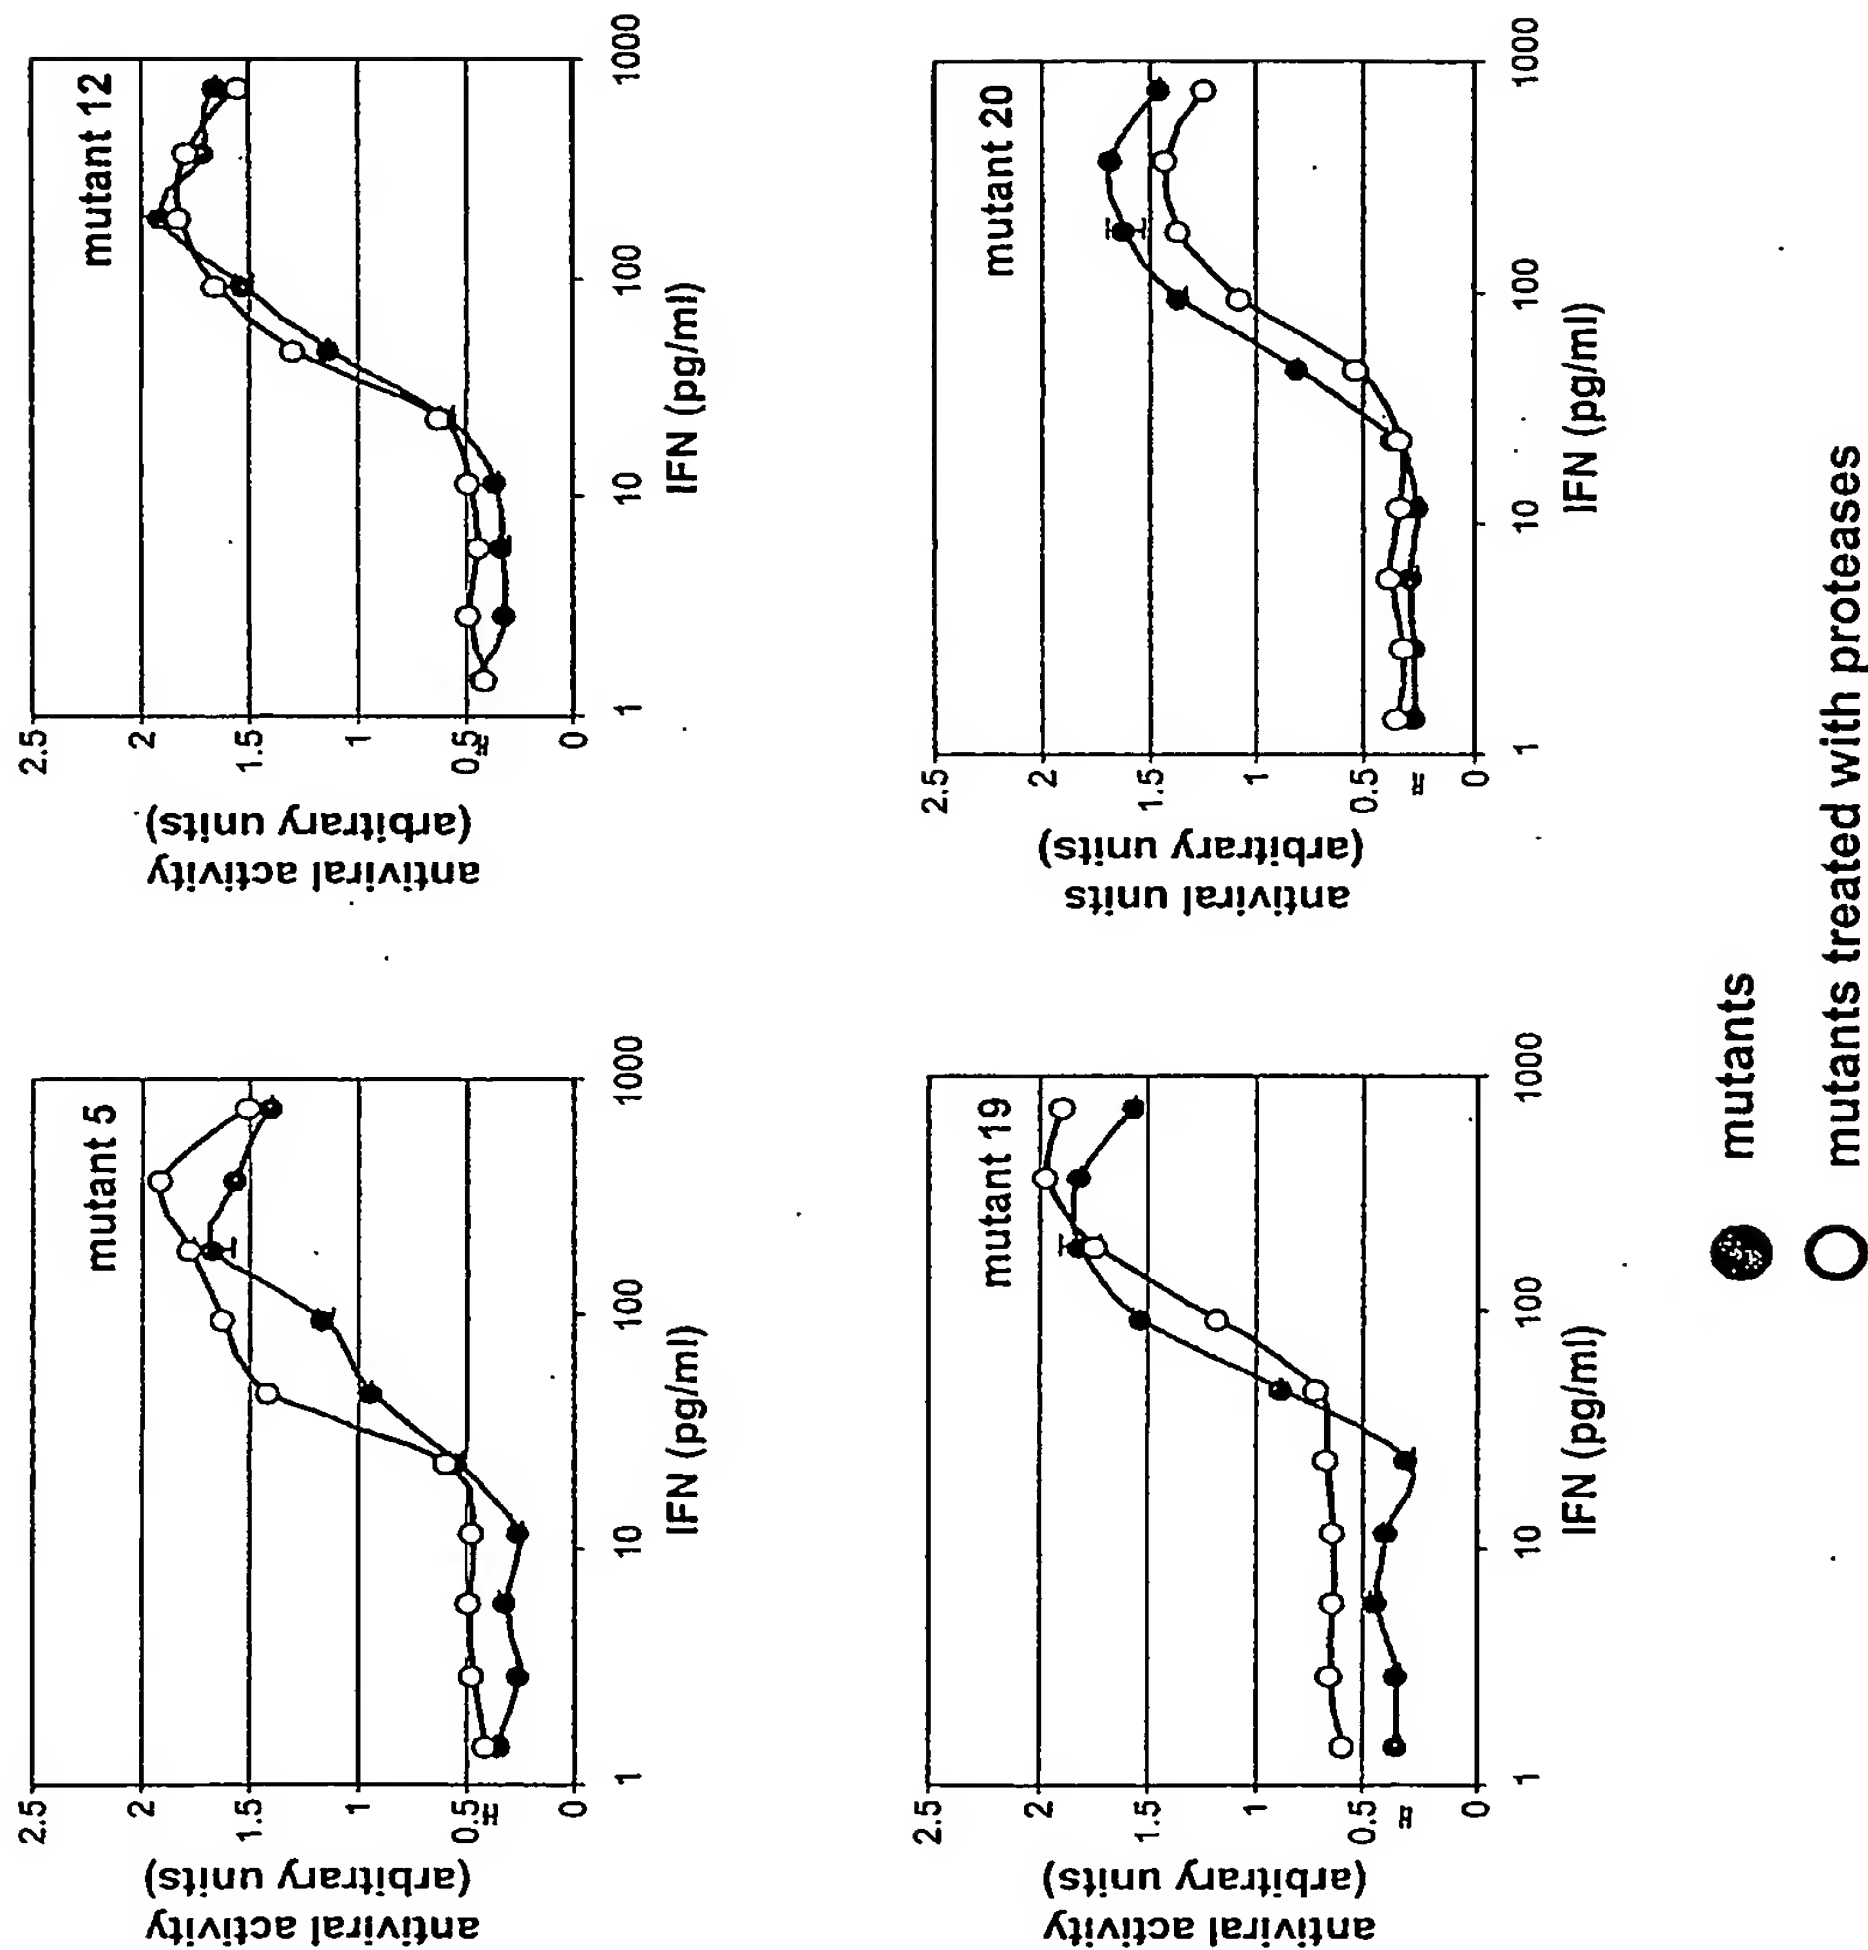 mutant 5
2.5
2
1.5
1
0.5
0
antiviral activity
(arbitrary units)
1 10 100 1000
IFN (pg/ml)
mutant 12
2.5
2
1.5
1
0.5
0
antiviral activity
(arbitrary units)
1 10 100 1000
IFN (pg/ml)
mutant 19
2.5
2
1.5
1
0.5
0
antiviral activity
(arbitrary units)
1 10 100 1000
IFN (pg/ml)
mutant 20
2.5
2
1.5
1
0.5
0
antiviral units
(arbitrary units)
1 10 100 1000
IFN (pg/ml)
mutants
mutants treated with proteases